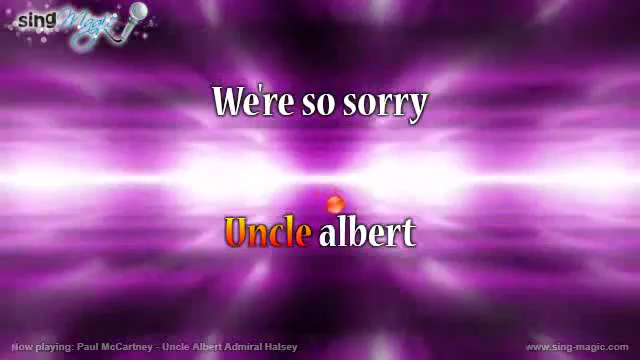 sing Magic
We're so sorry
Uncle albert
Now playing: Paul McCartney - Uncle Albert Admiral Halsey
www.sing-magic.com